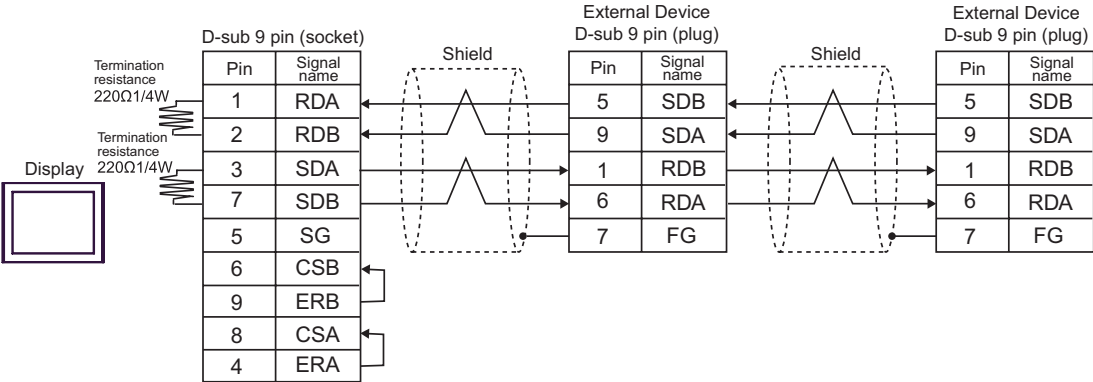 External Device
External Device
D-sub 9 pin (socket)
D-sub 9 pin (plug)
D-sub 9 pin (plug)
Termination
resistance
220Ω1/4W
Termination
resistance
220Ω1/4W
Display
Shield
Shield
Pin Signal name
1 RDA
2 RDB
3 SDA
7 SDB
5 SG
6 CSB
9 ERB
8 CSA
4 ERA
Pin Signal name
5 SDB
9 SDA
1 RDB
6 RDA
7 FG
Pin Signal name
5 SDB
9 SDA
1 RDB
6 RDA
7 FG